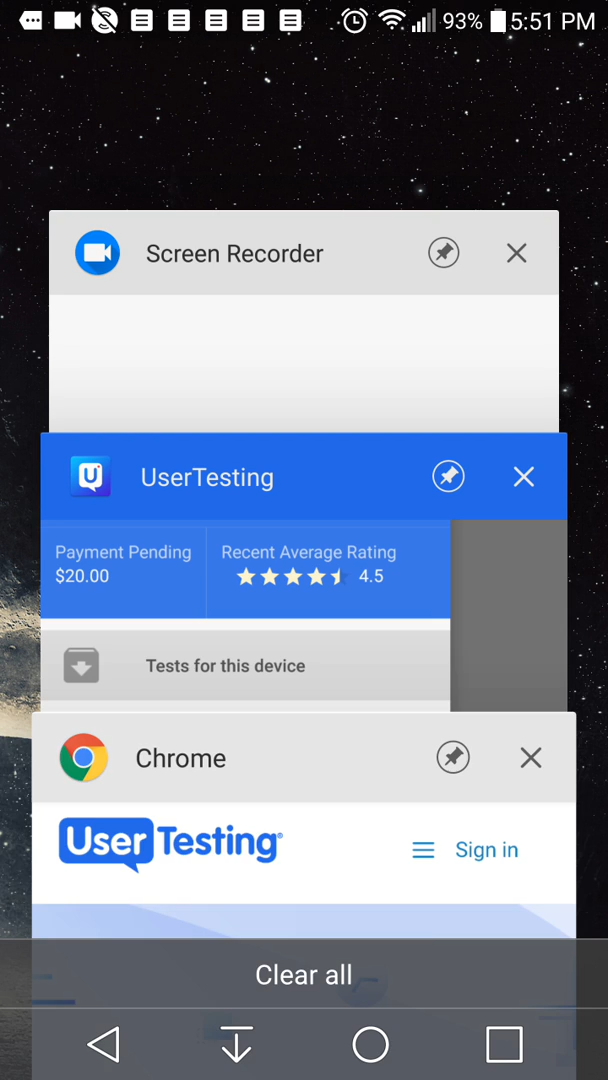 93% 5:51 PM
Screen Recorder
UserTesting
Payment Pending Recent Average Rating
$20.00 4.5
Tests for this device
Chrome
UserTesting Sign in
Clear all